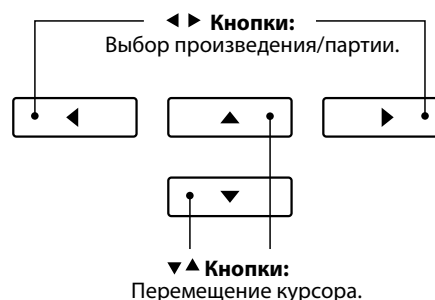 ◀ ▶ Кнопки:
Выбор произведения/партии.
▼▲ Кнопки:
Перемещение курсора.